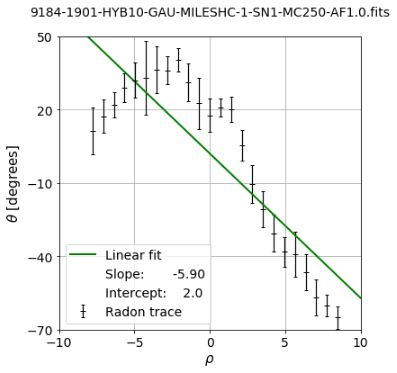 9184-1901-HYB10-GAU-MILESHC-1-SN1-MC250-AF1.0.fits
50
20
−10
−40
−70
θ [degrees]
Linear fit
Slope: -5.90
Intercept: 2.0
Radon trace
−10
−5
0
5
10
ρ